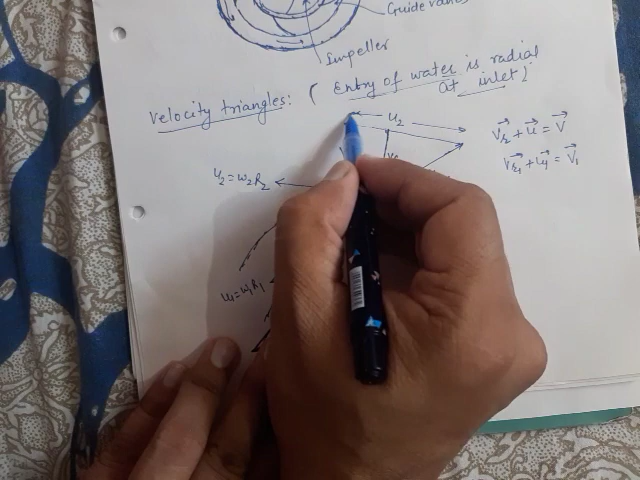 Guide vanes
Impeller
Velocity triangles: ( Entry of water is radial
at inlet)
u₂
u₂ = ω₂R₂
u₁ = ω₁R₁
V⃗r₂ + u⃗ = V⃗
V⃗r₁ + u⃗₁ = V⃗₁